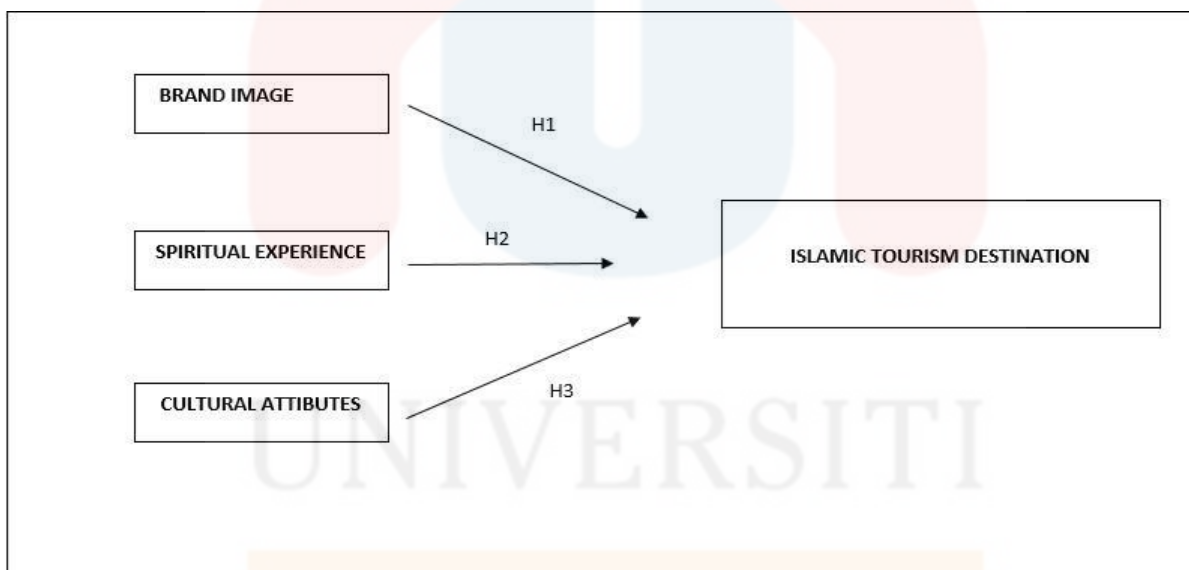 BRAND IMAGE
H1
SPIRITUAL EXPERIENCE
H2
ISLAMIC TOURISM DESTINATION
CULTURAL ATTIBUTES
H3
UNIVERSITI